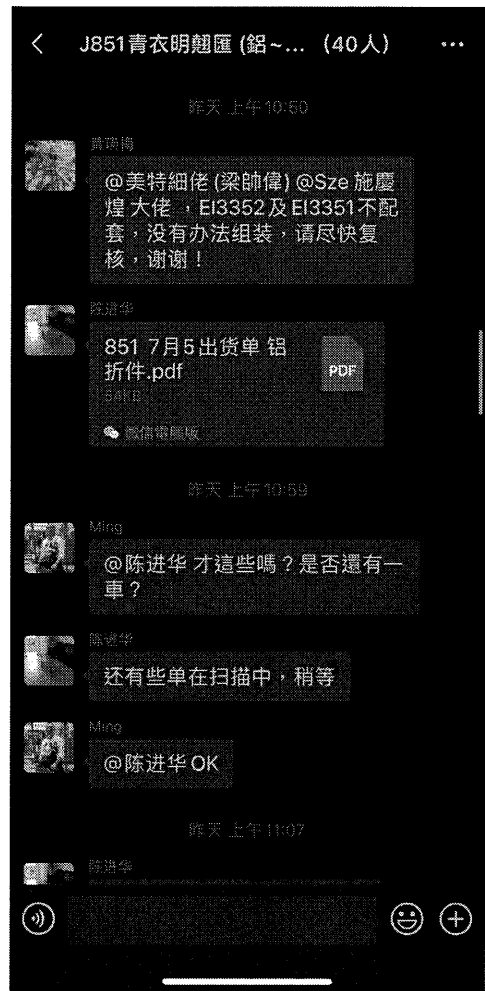 J851青衣明翹匯 (鋁~... (40人)
昨天 上午10:50
黃瑛梅
@美特細佬 (梁帥偉) @Sze 施慶
煌 大佬 ，EI3352及EI3351不配
套，没有办法组装，请尽快复
核，谢谢！
陈进华
851 7月5出货单 铝
折件.pdf
PDF
54KB
微信電腦版
昨天 上午10:59
Ming
@陈进华 才這些嗎？是否還有一
車？
陈进华
还有些单在扫描中，稍等
Ming
@陈进华 OK
昨天 上午11:07
陈进华